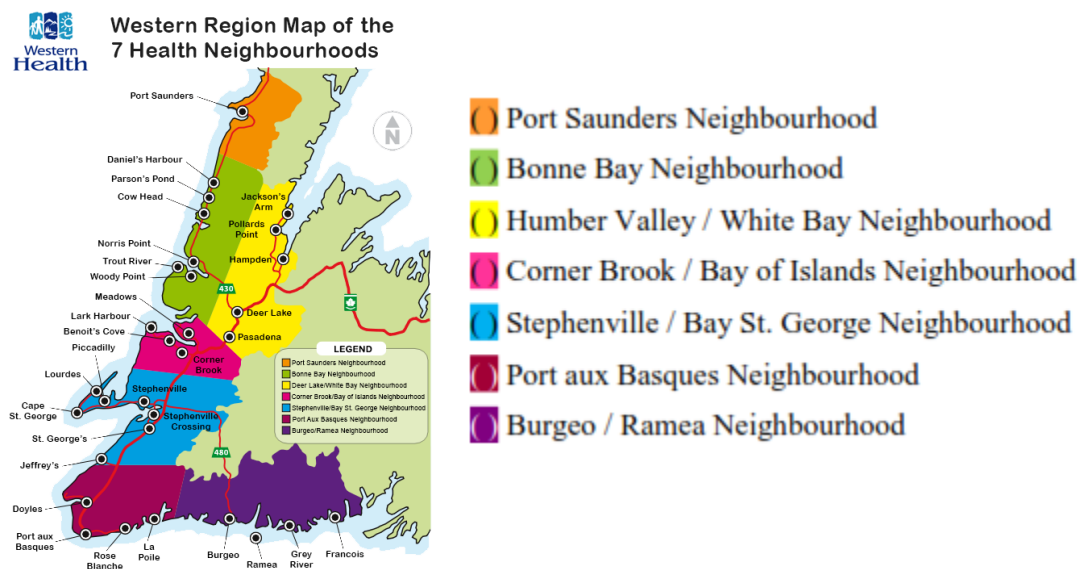 Western
Health
Western Region Map of the
7 Health Neighbourhoods
Port Saunders
N
Daniel's Harbour
Parson's Pond
Cow Head
Jackson's
Arm
Pollards
Point
Norris Point
Trout River
Woody Point
Hampden
430
Meadows
Deer Lake
Lark Harbour
Benoit's Cove
Pasadena
Piccadilly
Corner
Brook
LEGEND
Port Saunders Neighbourhood
Bonne Bay Neighbourhood
Deer Lake/White Bay Neighbourhood
Corner Brook/Bay of Islands Neighbourhood
Stephenville/Bay St. George Neighbourhood
Port Aux Basques Neighbourhood
Burgeo/Ramea Neighbourhood
Lourdes
Stephenville
Cape
St. George
Stephenville
Crossing
St. George's
480
Jeffrey's
Doyles
Port aux
Basques
Rose
Blanche
La
Poile
Burgeo
Ramea
Grey
River
Francois
( ) Port Saunders Neighbourhood
( ) Bonne Bay Neighbourhood
( ) Humber Valley / White Bay Neighbourhood
( ) Corner Brook / Bay of Islands Neighbourhood
( ) Stephenville / Bay St. George Neighbourhood
( ) Port aux Basques Neighbourhood
( ) Burgeo / Ramea Neighbourhood